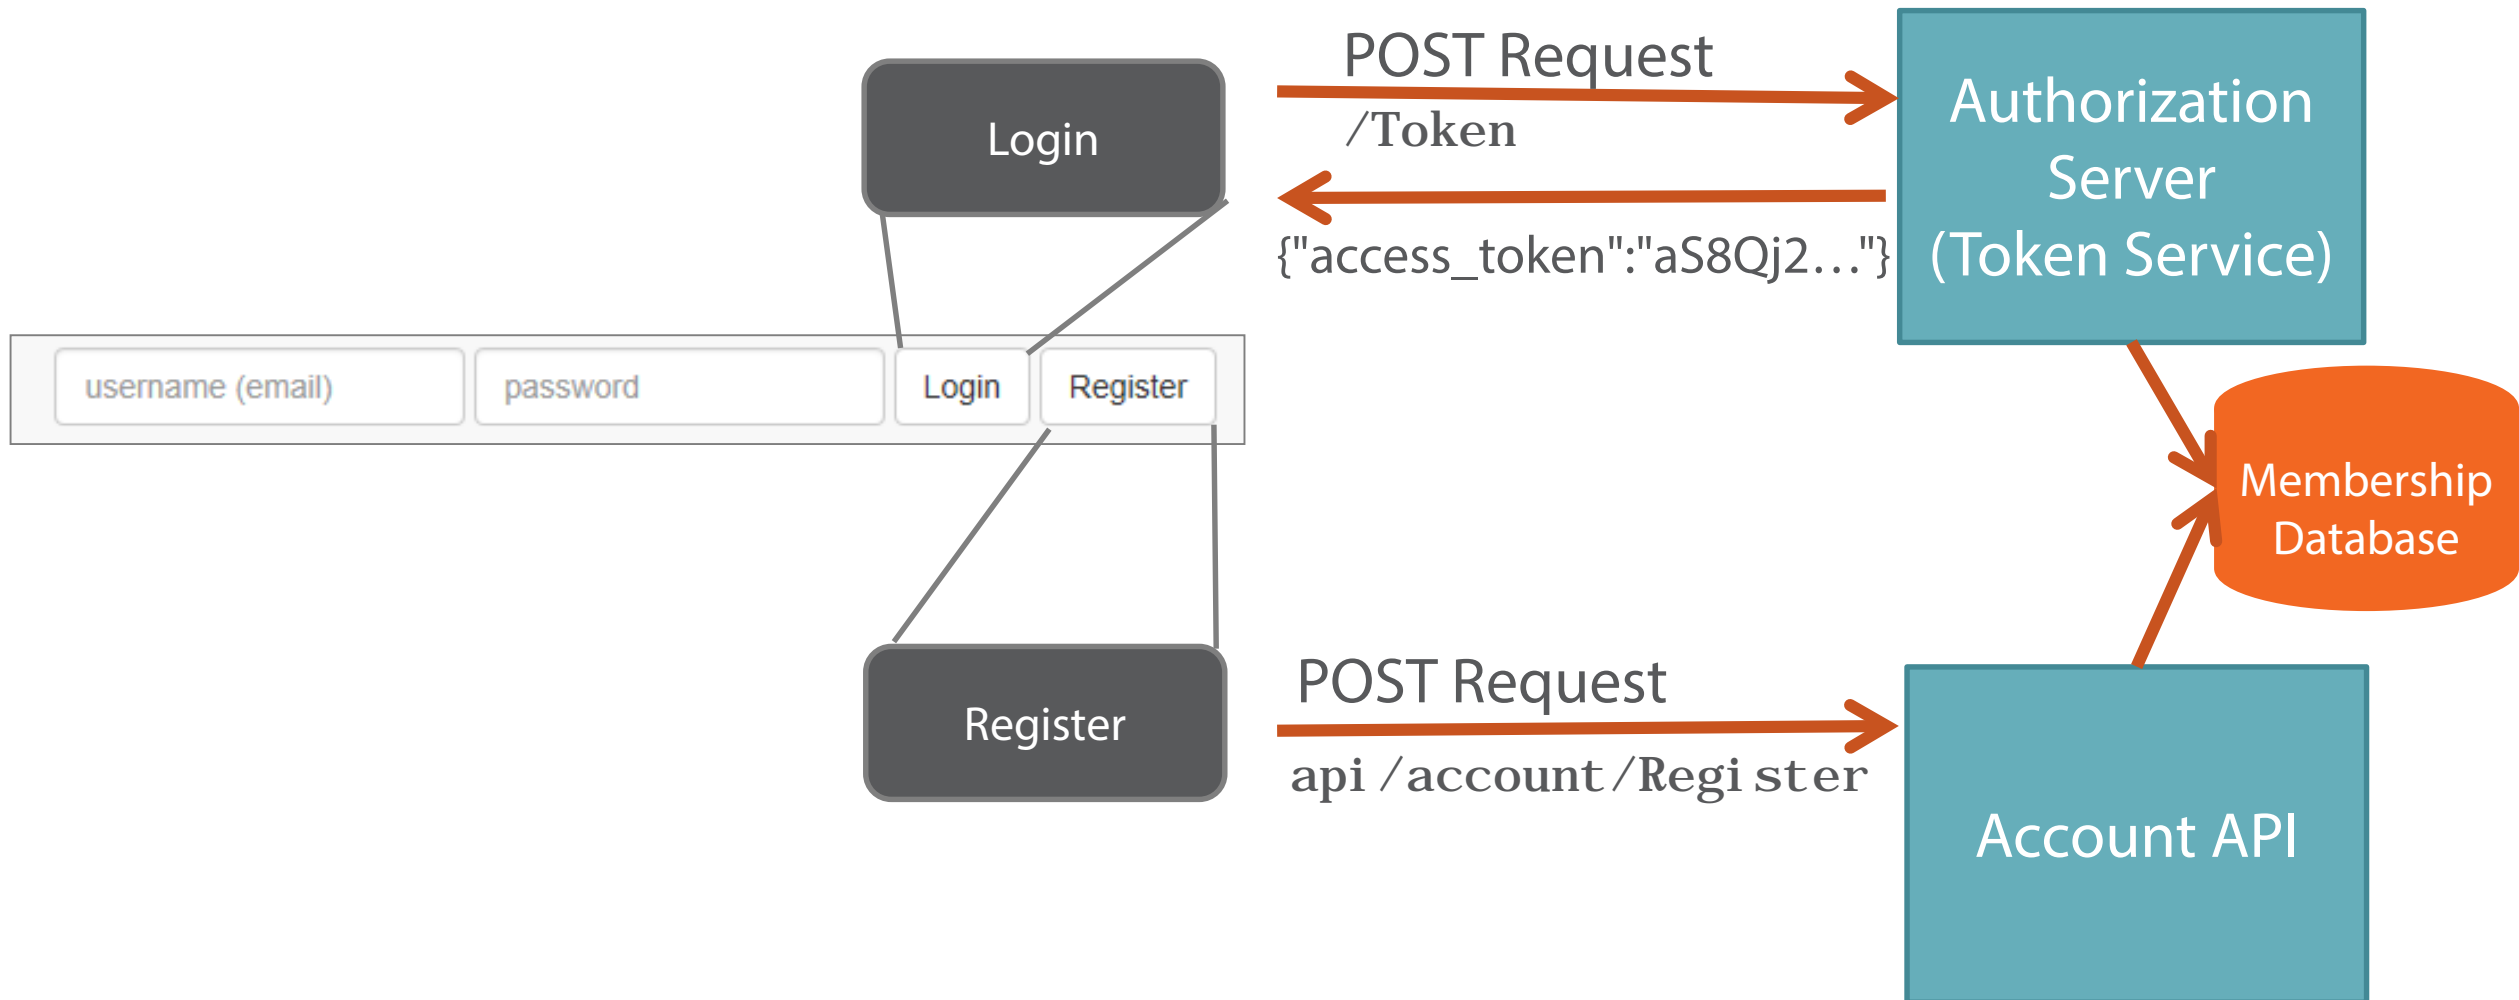 POST Request
/Token
Login
{"access_token":"aS8Qj2..."}
Authorization
Server
(Token Service)
username (email)
password
Login
Register
Membership
Database
Register
POST Request
api/account/Register
Account API